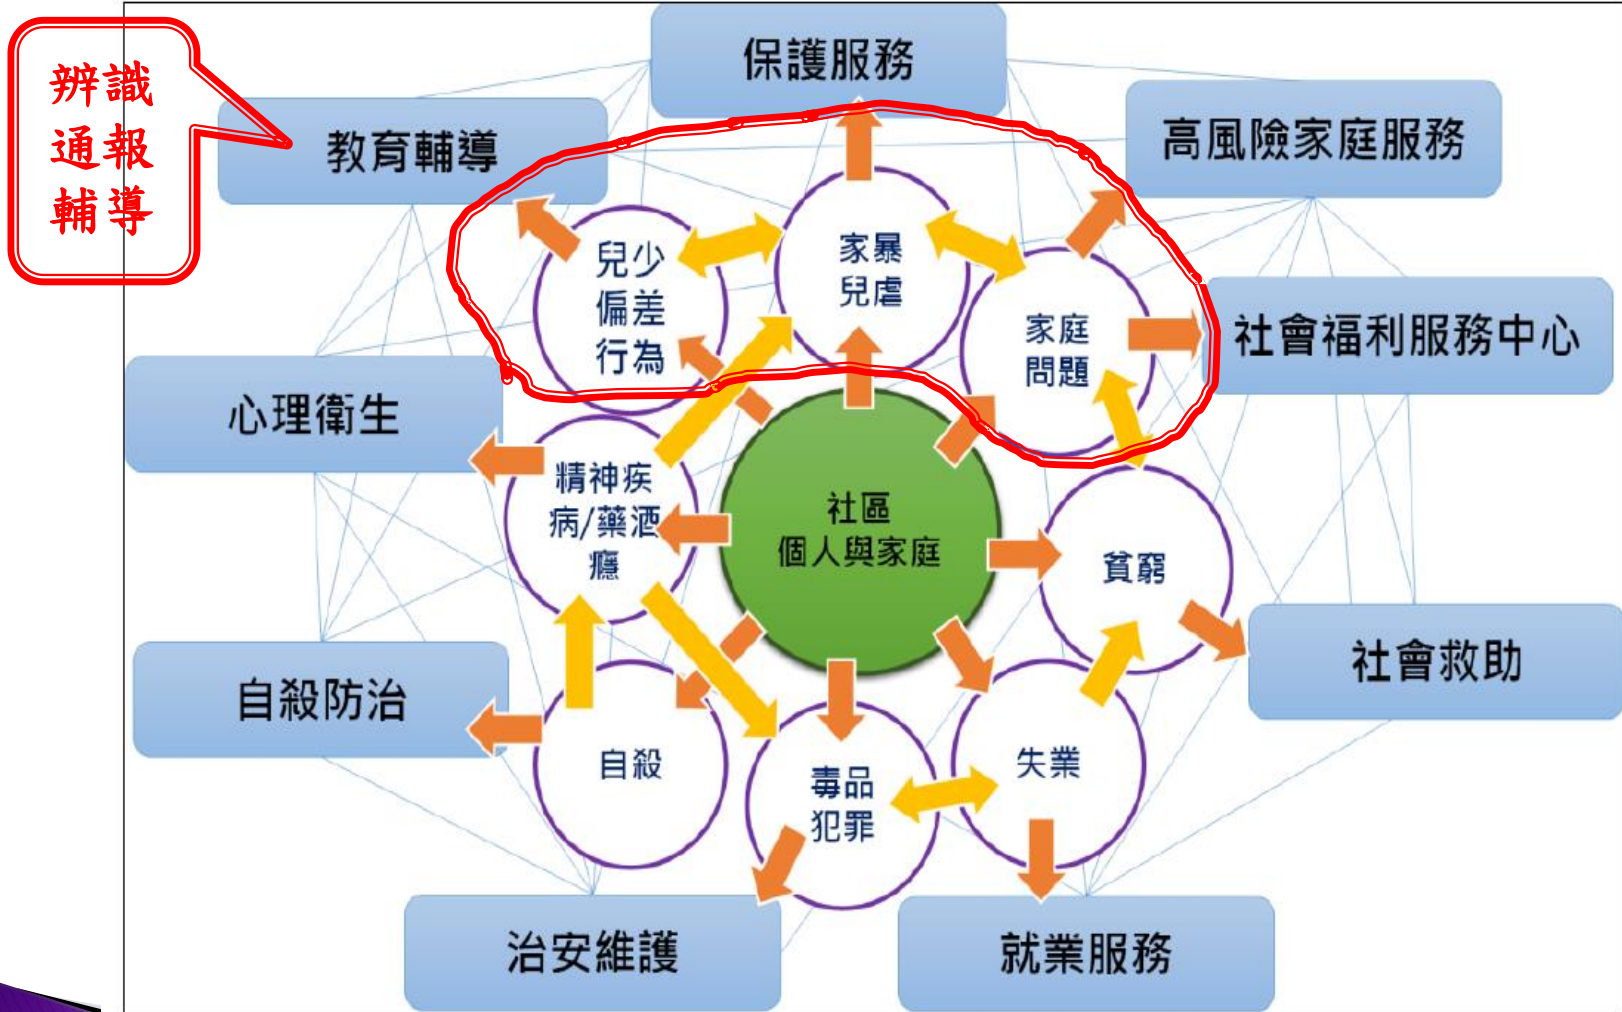 辨識
通報
輔導
保護服務
教育輔導
高風險家庭服務
社會福利服務中心
心理衛生
自殺防治
社會救助
治安維護
就業服務
兒少
偏差
行為
家暴
兒虐
家庭
問題
精神疾
病/藥酒
癮
社區
個人與家庭
貧窮
自殺
毒品
犯罪
失業